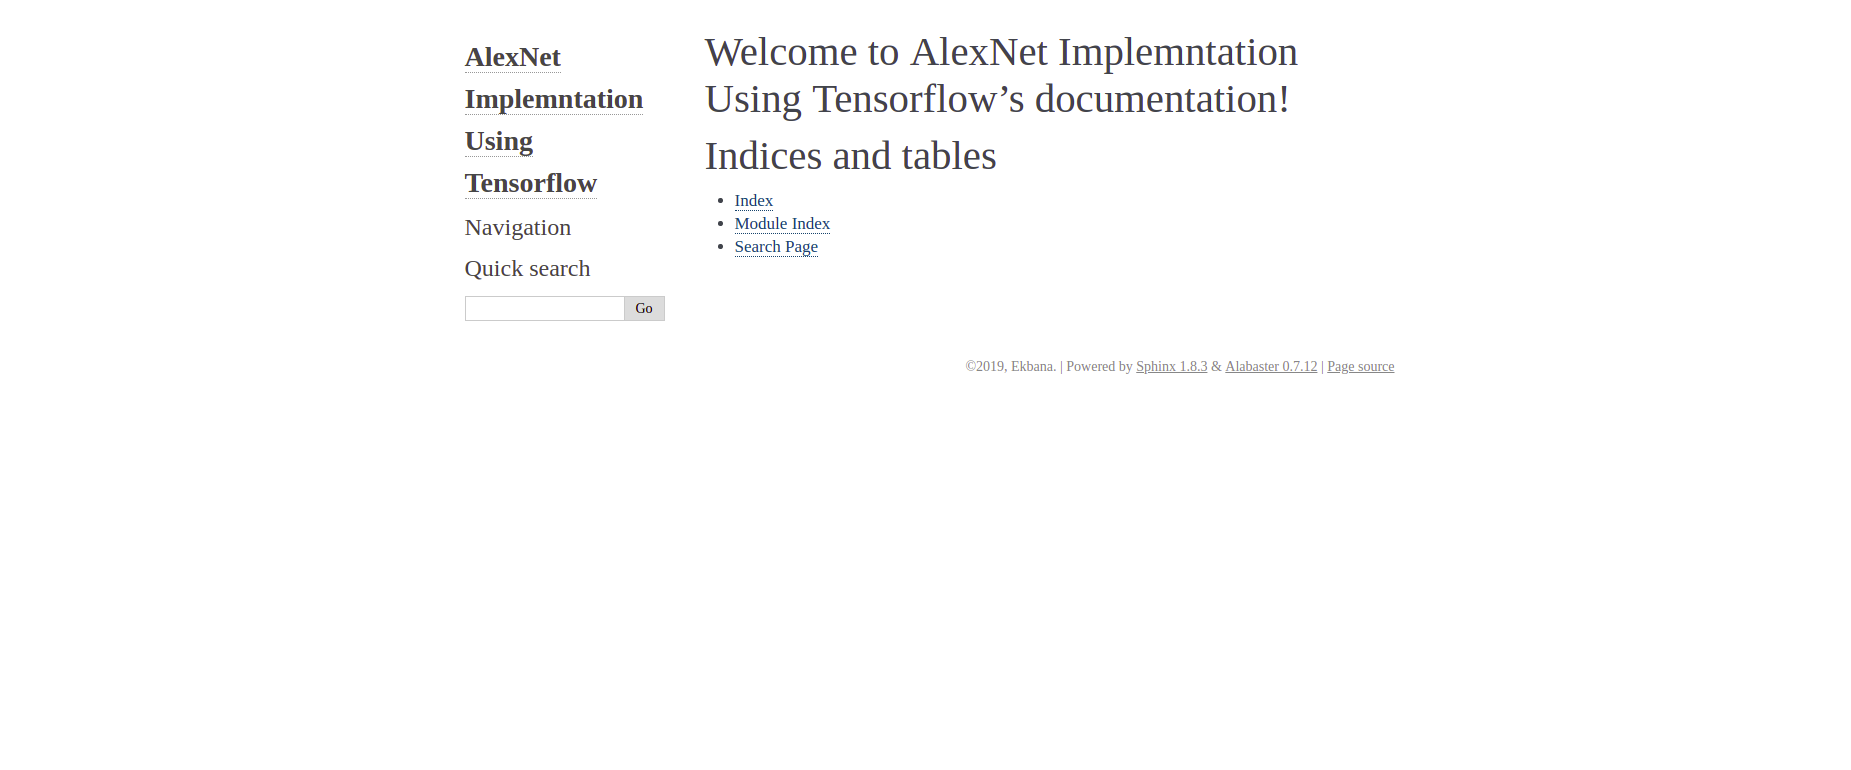 AlexNet
Implemntation
Using
Tensorflow
Navigation
Quick search
Go
Welcome to AlexNet Implemntation
Using Tensorflow’s documentation!
Indices and tables
Index
Module Index
Search Page
©2019, Ekbana. | Powered by Sphinx 1.8.3 & Alabaster 0.7.12 | Page source